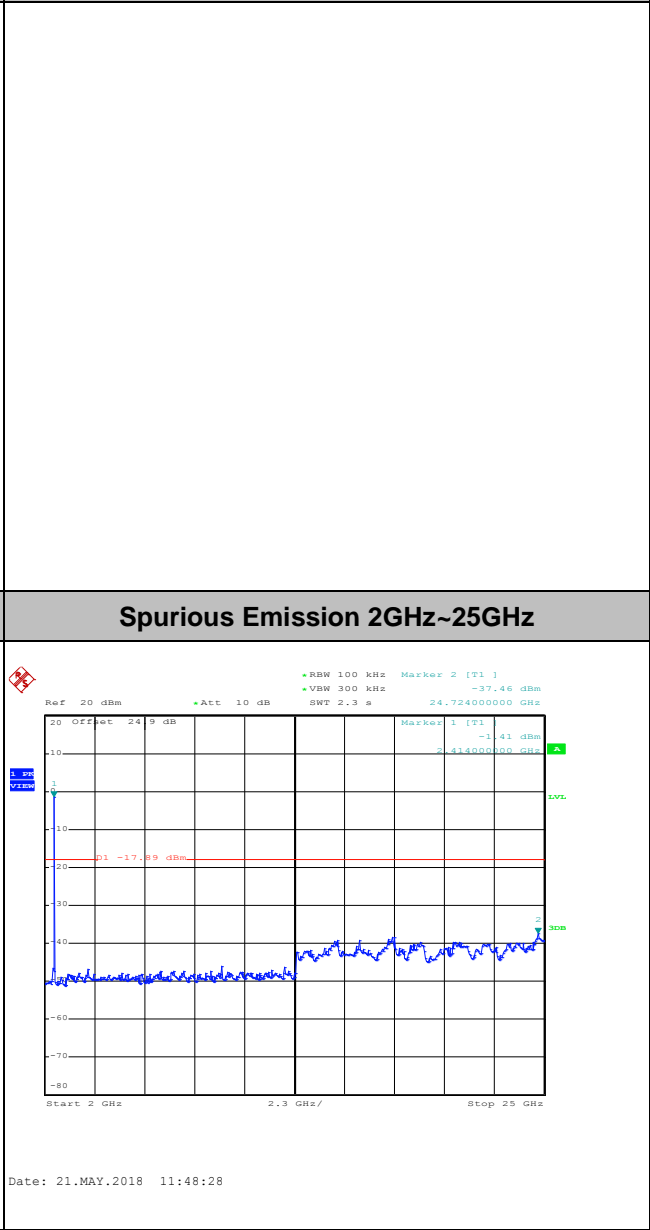 Spurious Emission 2GHz~25GHz
R S
*RBW 100 kHz Marker 2 [T1 ]
*VBW 300 kHz -37.46 dBm
Ref 20 dBm *Att 10 dB SWT 2.3 s 24.724000000 GHz
20 Offset 24.9 dB Marker 1 [T1 ]
-1.41 dBm
10 2.414000000 GHz A
1 PK
VIEW
0 1
LVL
-10
D1 -17.89 dBm
-20
-30
2
3DB
-40
-50
-60
-70
-80
Start 2 GHz 2.3 GHz/ Stop 25 GHz
Date: 21.MAY.2018 11:48:28